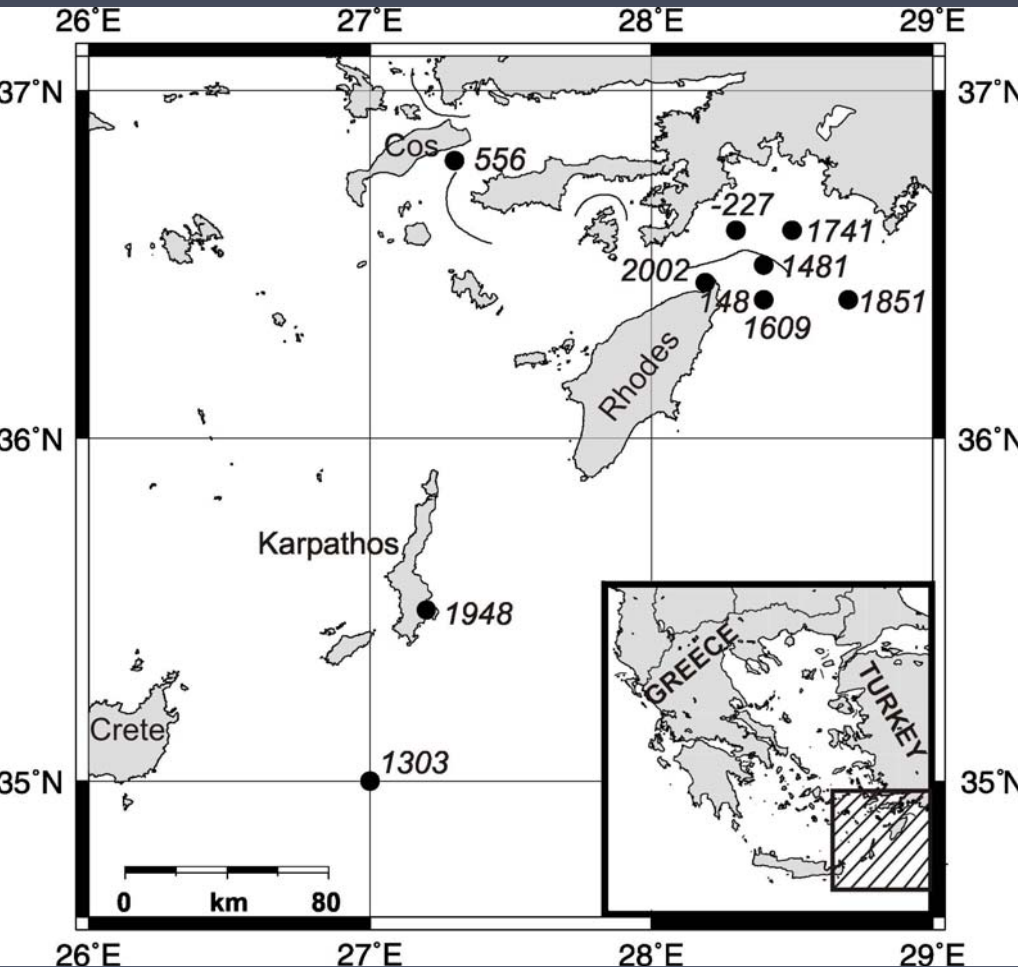 26°E 27°E 28°E 29°E
37°N 37°N
Cos
556
-227
1741
2002
1481
148
1851
1609
Rhodes
36°N 36°N
Karpathos
1948
GREECE
TURKEY
Crete
1303
35°N 35°N
0 km 80
26°E 27°E 28°E 29°E